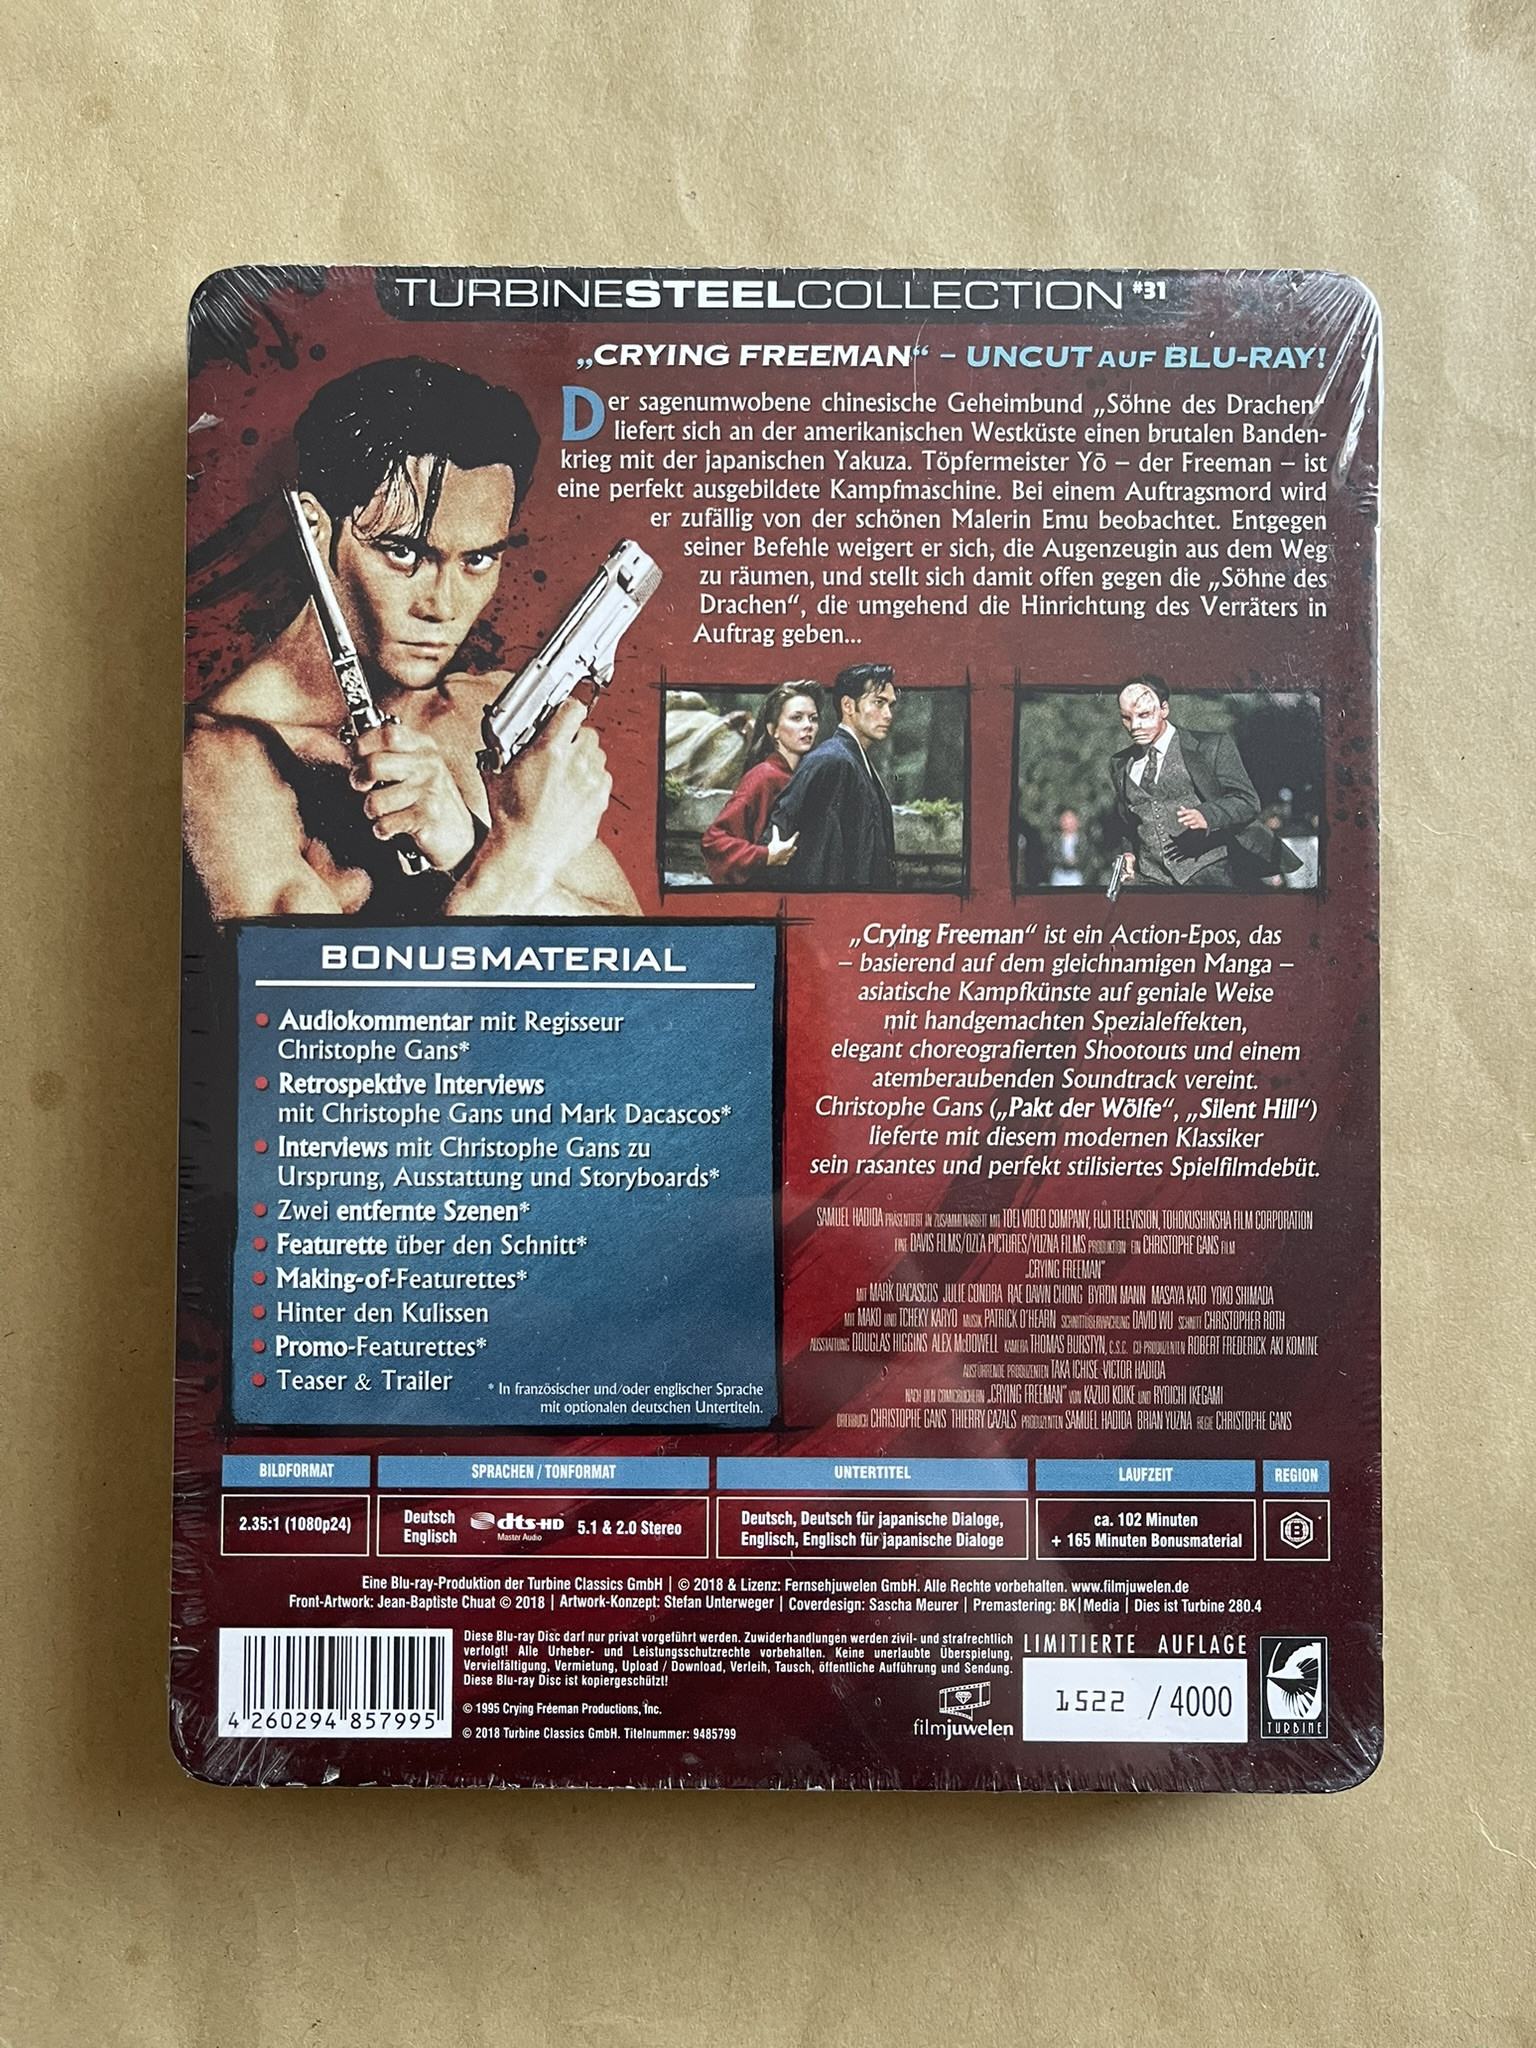 TURBINESTEELCOLLECTION #31
„CRYING FREEMAN“ – UNCUT AUF BLU-RAY!
Der sagenumwobene chinesische Geheimbund „Söhne des Drachen“
liefert sich an der amerikanischen Westküste einen brutalen Banden-
krieg mit der japanischen Yakuza. Töpfermeister Yō – der Freeman – ist
eine perfekt ausgebildete Kampfmaschine. Bei einem Auftragsmord wird
er zufällig von der schönen Malerin Emu beobachtet. Entgegen
seiner Befehle weigert er sich, die Augenzeugin aus dem Weg
zu räumen, und stellt sich damit offen gegen die „Söhne des
Drachen“, die umgehend die Hinrichtung des Verräters in
Auftrag geben...
BONUSMATERIAL
• Audiokommentar mit Regisseur
Christophe Gans*
• Retrospektive Interviews
mit Christophe Gans und Mark Dacascos*
• Interviews mit Christophe Gans zu
Ursprung, Ausstattung und Storyboards*
• Zwei entfernte Szenen*
• Featurette über den Schnitt*
• Making-of-Featurettes*
• Hinter den Kulissen
• Promo-Featurettes*
• Teaser & Trailer
* In französischer und/oder englischer Sprache
mit optionalen deutschen Untertiteln.
„Crying Freeman“ ist ein Action-Epos, das
– basierend auf dem gleichnamigen Manga –
asiatische Kampfkünste auf geniale Weise
mit handgemachten Spezialeffekten,
elegant choreografierten Shootouts und einem
atemberaubenden Soundtrack vereint.
Christophe Gans („Pakt der Wölfe“, „Silent Hill“)
lieferte mit diesem modernen Klassiker
sein rasantes und perfekt stilisiertes Spielfilmdebüt.
SAMUEL HADIDA PRÄSENTIERT IN ZUSAMMENARBEIT MIT TOEI VIDEO COMPANY, FUJI TELEVISION, TOHOKUSHINSHA FILM CORPORATION
EINE DAVIS FILMS/OZLA PICTURES/YUZNA FILMS PRODUKTION EIN CHRISTOPHE GANS FILM
„CRYING FREEMAN“
MIT MARK DACASCOS JULIE CONDRA RAE DAWN CHONG BYRON MANN MASAYA KATO YOKO SHIMADA
MIT MAKO UND TCHEKY KARYO MUSIK PATRICK O'HEARN SCHNITTÜBERWACHUNG DAVID WU SCHNITT CHRISTOPHER ROTH
AUSSTATTUNG DOUGLAS HIGGINS ALEX McDOWELL KAMERA THOMAS BURSTYN, C.S.C. CO-PRODUZENTEN ROBERT FREDERICK AKI KOMINE
AUSFÜHRENDE PRODUZENTEN TAKA ICHISE VICTOR HADIDA
NACH DEN COMICBÜCHERN „CRYING FREEMAN“ VON KAZUO KOIKE UND RYOICHI IKEGAMI
DREHBUCH CHRISTOPHE GANS THIERRY CAZALS PRODUZENTEN SAMUEL HADIDA BRIAN YUZNA REGIE CHRISTOPHE GANS
BILDFORMAT SPRACHEN / TONFORMAT UNTERTITEL LAUFZEIT REGION
2.35:1 (1080p24)
Deutsch
Englisch
dts-HD
Master Audio
5.1 & 2.0 Stereo
Deutsch, Deutsch für japanische Dialoge,
Englisch, Englisch für japanische Dialoge
ca. 102 Minuten
+ 165 Minuten Bonusmaterial
B
Eine Blu-ray-Produktion der Turbine Classics GmbH | © 2018 & Lizenz: Fernsehjuwelen GmbH. Alle Rechte vorbehalten. www.filmjuwelen.de
Front-Artwork: Jean-Baptiste Chuat © 2018 | Artwork-Konzept: Stefan Unterweger | Coverdesign: Sascha Meurer | Premastering: BK|Media | Dies ist Turbine 280.4
4 260294 857995
Diese Blu-ray Disc darf nur privat vorgeführt werden. Zuwiderhandlungen werden zivil- und strafrechtlich
verfolgt! Alle Urheber- und Leistungsschutzrechte vorbehalten. Keine unerlaubte Überspielung,
Vervielfältigung, Vermietung, Upload / Download, Verleih, Tausch, öffentliche Aufführung und Sendung.
Diese Blu-ray Disc ist kopiergeschützt!
© 1995 Crying Freeman Productions, Inc.
© 2018 Turbine Classics GmbH. Titelnummer: 9485799
filmjuwelen
LIMITIERTE AUFLAGE
1522 / 4000
TURBINE